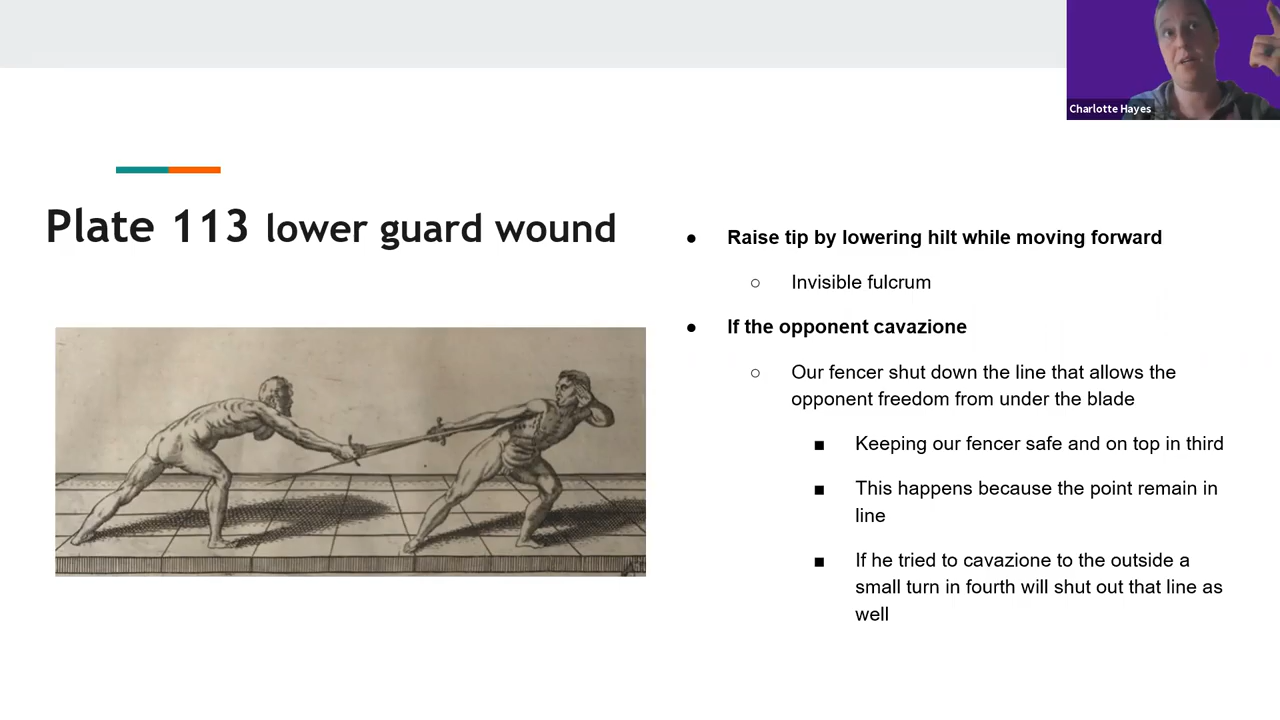 Charlotte Hayes
Plate 113 lower guard wound
● Raise tip by lowering hilt while moving forward
○ Invisible fulcrum
● If the opponent cavazione
○ Our fencer shut down the line that allows the
opponent freedom from under the blade
■ Keeping our fencer safe and on top in third
■ This happens because the point remain in
line
■ If he tried to cavazione to the outside a
small turn in fourth will shut out that line as
well